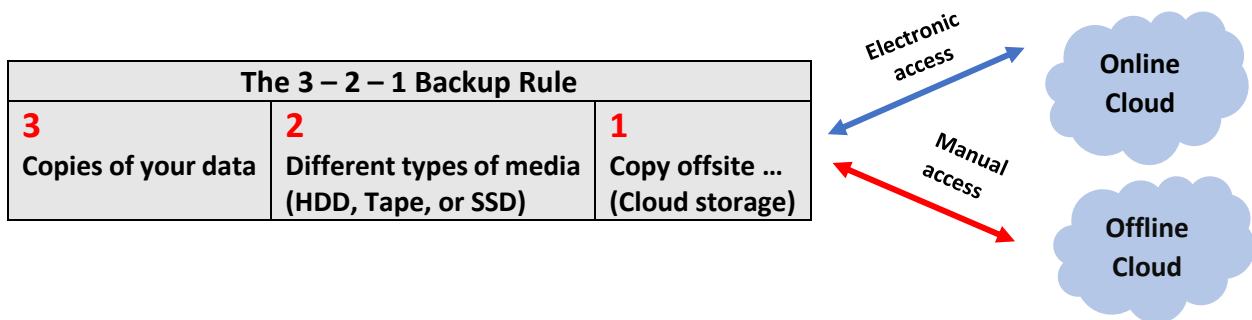 The 3 – 2 – 1 Backup Rule
3
Copies of your data
2
Different types of media
(HDD, Tape, or SSD)
1
Copy offsite ...
(Cloud storage)
Electronic
access
Manual
access
Online
Cloud
Offline
Cloud